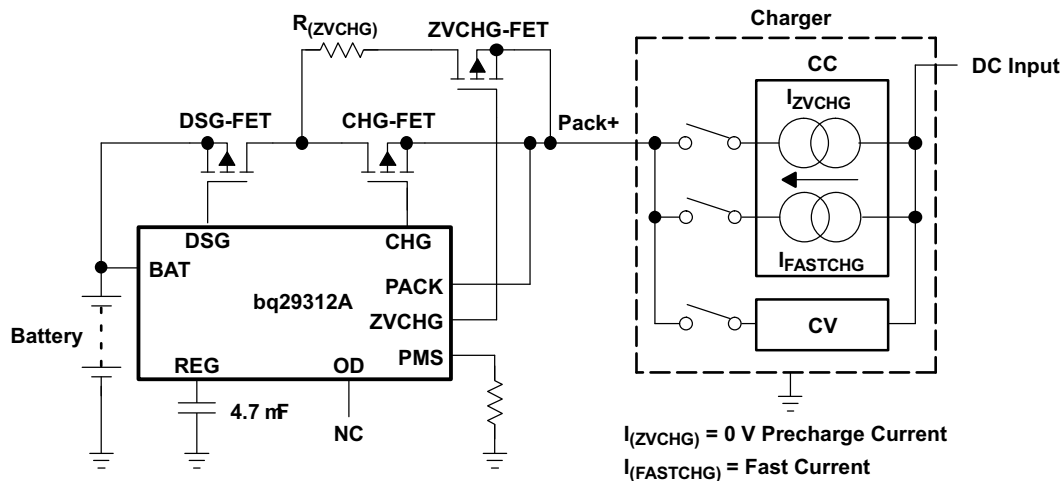 R(ZVCHG)
ZVCHG-FET
Charger
CC
DC Input
IZVCHG
DSG-FET
CHG-FET
Pack+
DSG
CHG
BAT
IFASTCHG
PACK
bq29312A
ZVCHG
CV
Battery
PMS
REG
OD
4.7 mF
NC
I(ZVCHG) = 0 V Precharge Current
I(FASTCHG) = Fast Current